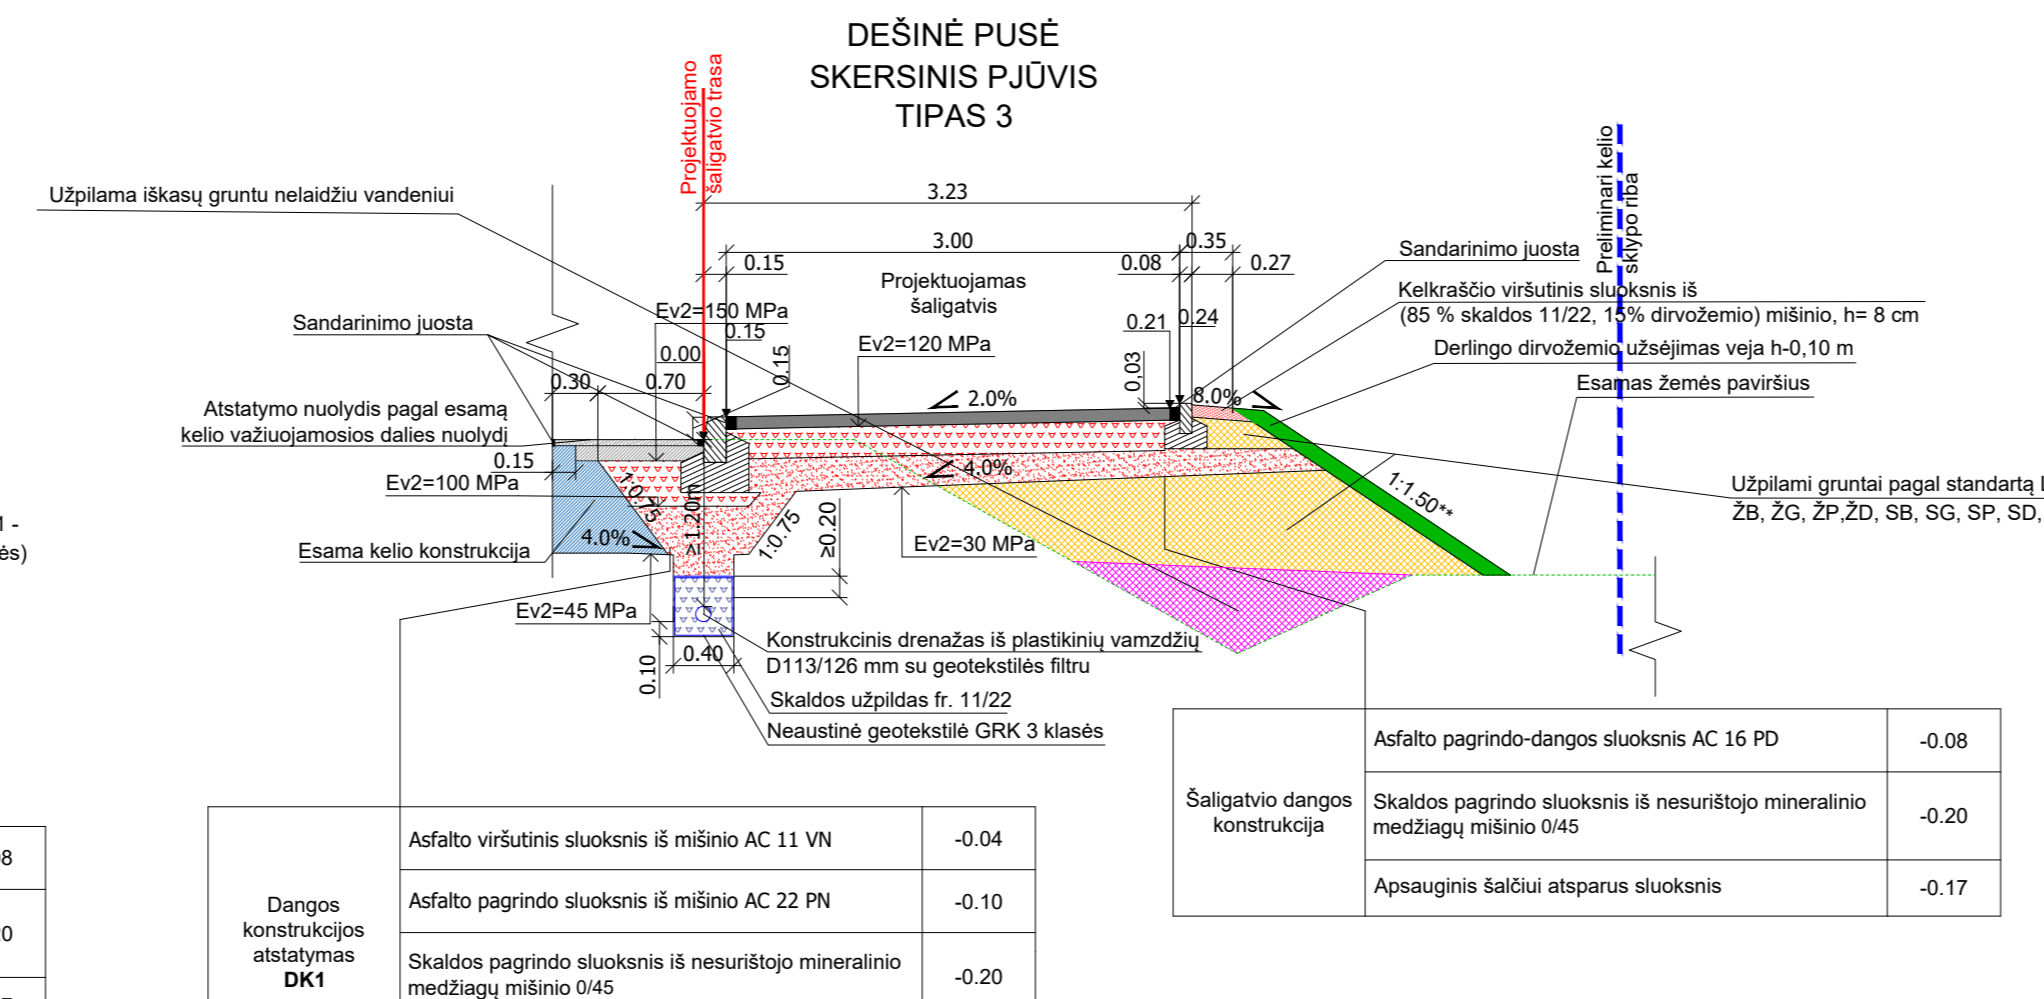 DEŠINĖ PUSĖ
SKERSINIS PJŪVIS
TIPAS 3
Projektuojamo
šaligatvio trasa
Preliminari kelio
sklypo riba
Užpilama iškasų gruntu nelaidžiu vandeniui
3.23
3.00
0.35
0.15
0.08
0.27
Projektuojamas
šaligatvis
Sandarinimo juosta
Kelkraščio viršutinis sluoksnis iš
(85 % skaldos 11/22, 15% dirvožemio) mišinio, h= 8 cm
Derlingo dirvožemio užsėjimas veja h-0,10 m
Esamas žemės paviršius
Ev2=150 MPa
Sandarinimo juosta
0.15
0.21
0.24
0.00
0.15
Ev2=120 MPa
0,03
0.30
0.70
2.0%
8.0%
Atstatymo nuolydis pagal esamą
kelio važiuojamosios dalies nuolydį
0.15
Ev2=100 MPa
1:0.75
≥1.20m
4.0%
1:1.50**
Užpilami gruntai pagal standartą L
ŽB, ŽG, ŽP,ŽD, SB, SG, SP, SD,
1 -
ės)
Esama kelio konstrukcija
4.0%
1:0.75
≥0.20
Ev2=30 MPa
Ev2=45 MPa
0.10
0.40
Konstrukcinis drenažas iš plastikinių vamzdžių
D113/126 mm su geotekstilės filtru
Skaldos užpildas fr. 11/22
Neaustinė geotekstilė GRK 3 klasės
Šaligatvio dangos
konstrukcija
Asfalto pagrindo-dangos sluoksnis AC 16 PD
-0.08
Skaldos pagrindo sluoksnis iš nesurištojo mineralinio
medžiagų mišinio 0/45
-0.20
Apsauginis šalčiui atsparus sluoksnis
-0.17
Dangos
konstrukcijos
atstatymas
DK1
Asfalto viršutinis sluoksnis iš mišinio AC 11 VN
-0.04
Asfalto pagrindo sluoksnis iš mišinio AC 22 PN
-0.10
Skaldos pagrindo sluoksnis iš nesurištojo mineralinio
medžiagų mišinio 0/45
-0.20
8
0